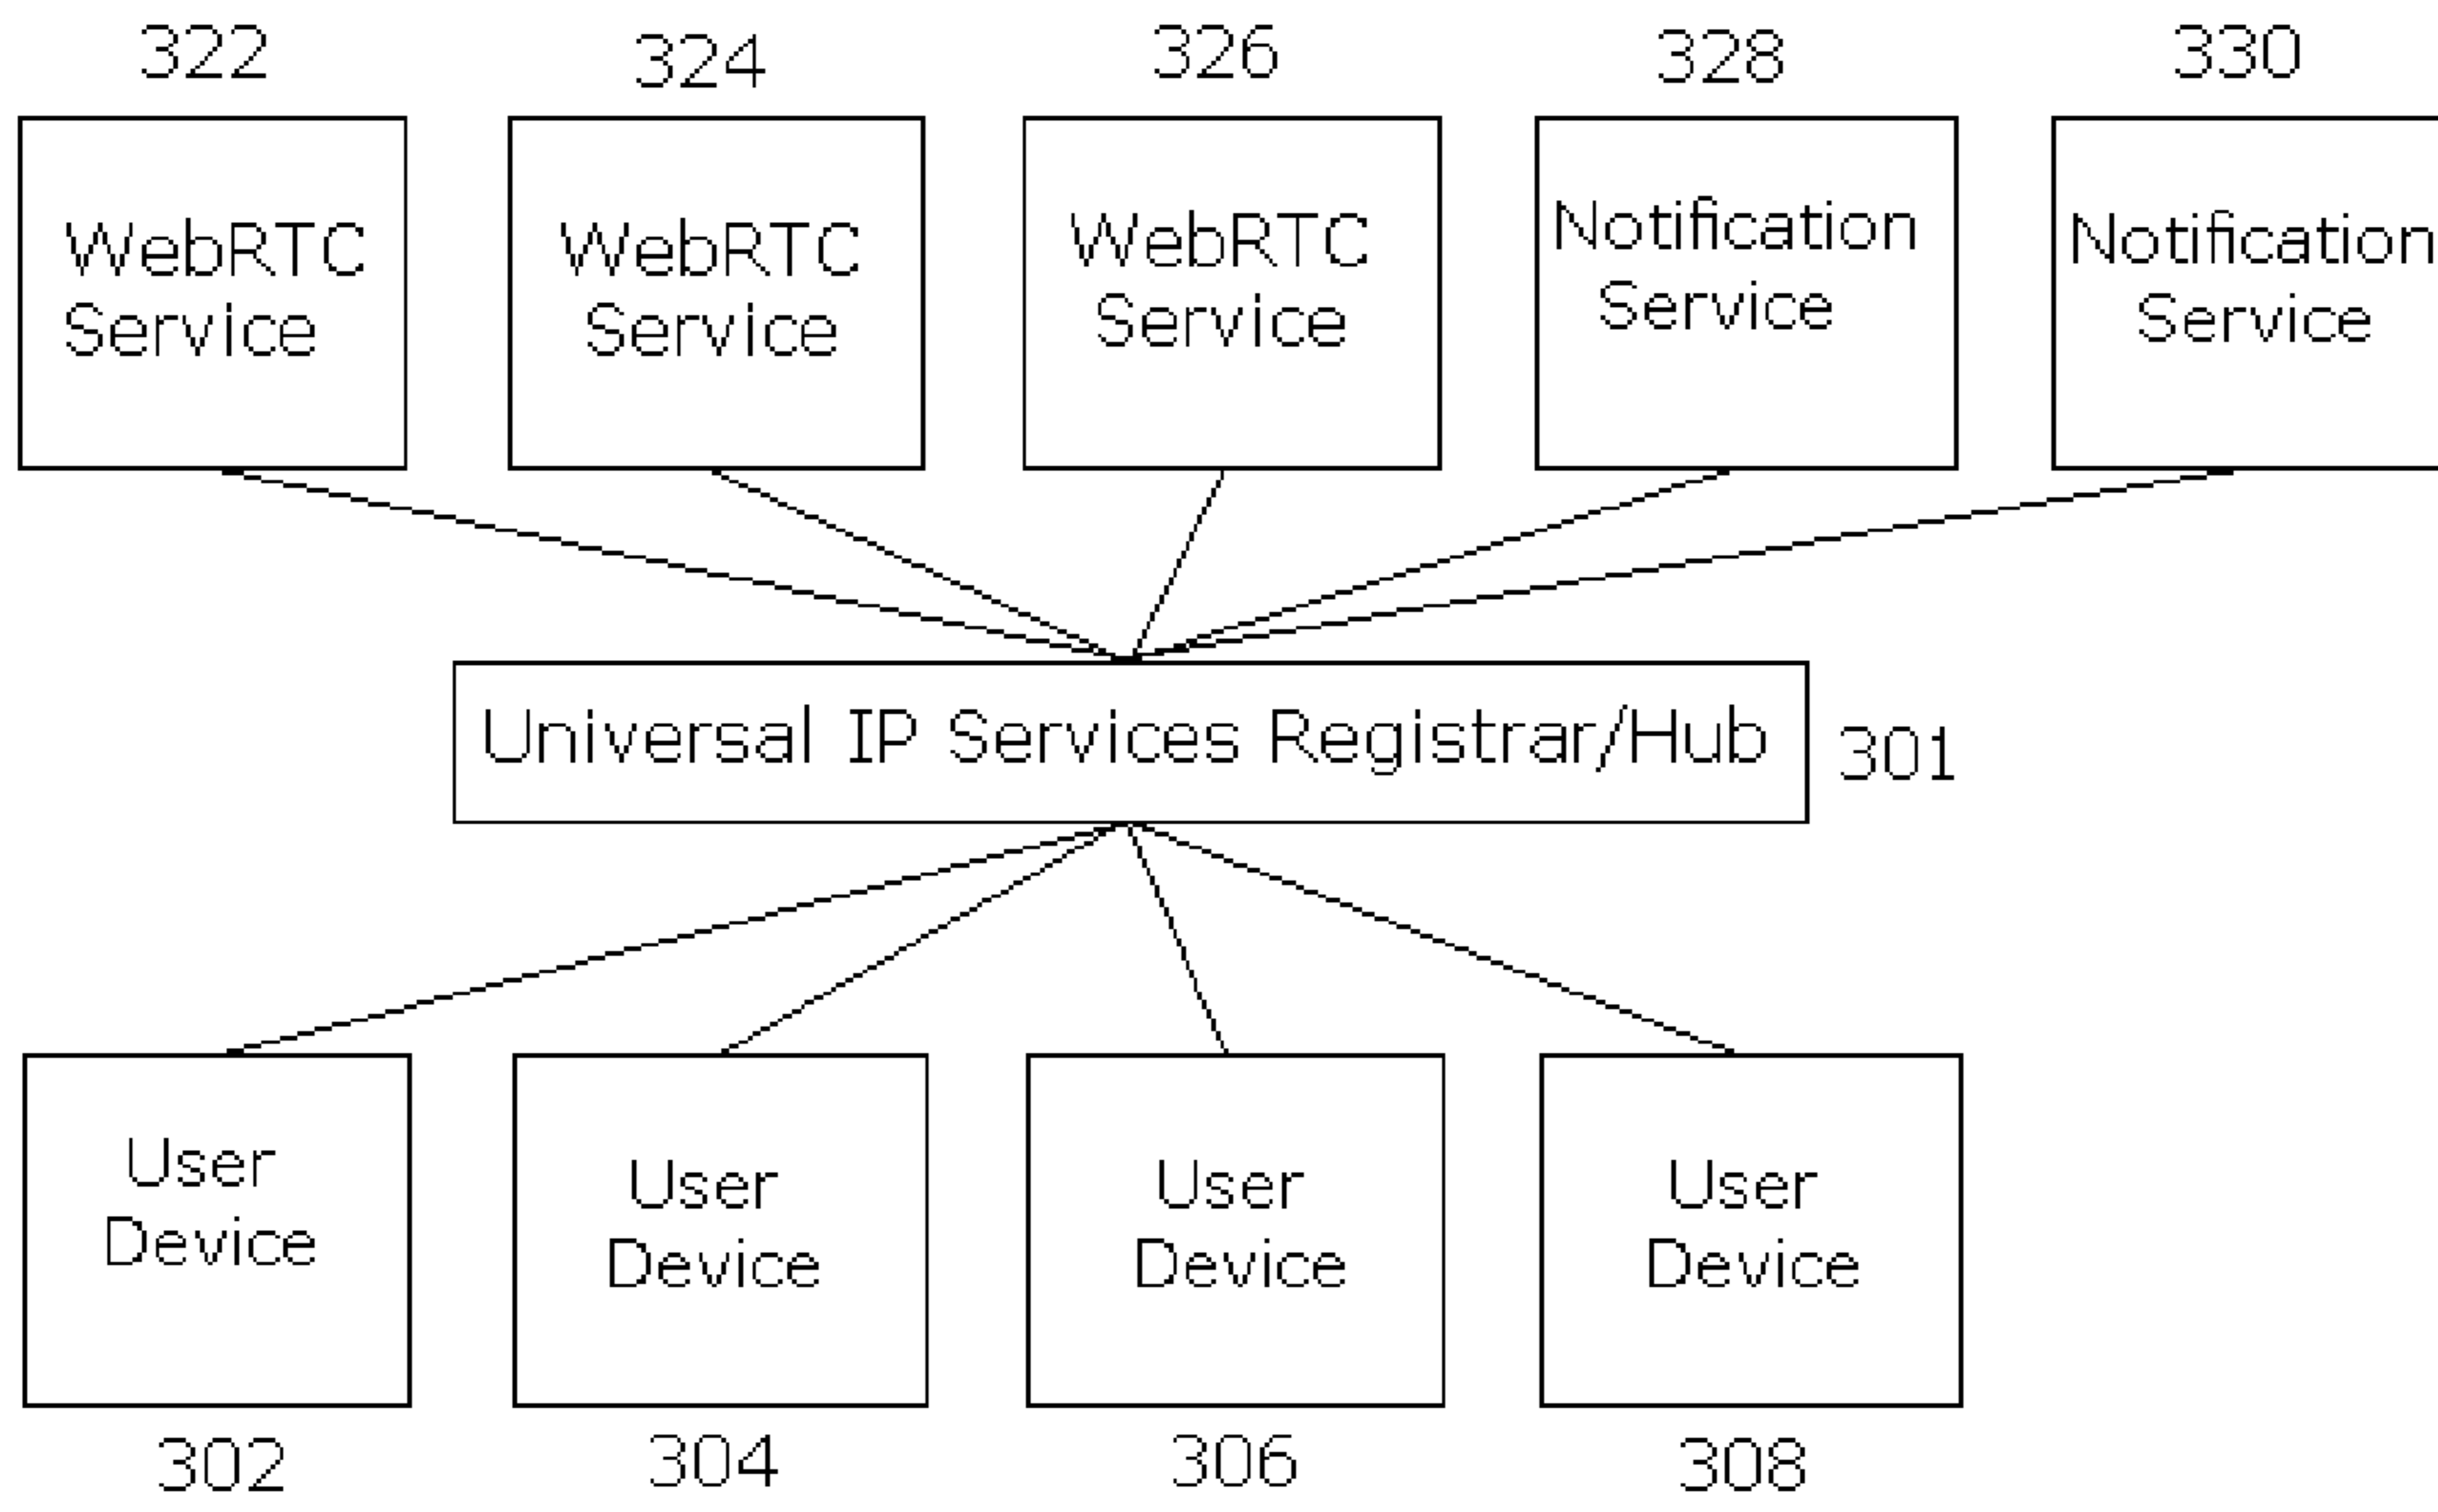 322
324
326
328
330
WebRTC
Service
WebRTC
Service
WebRTC
Service
Notification
Service
Notification
Service
Universal IP Services Registrar/Hub
301
User
Device
User
Device
User
Device
User
Device
302
304
306
308